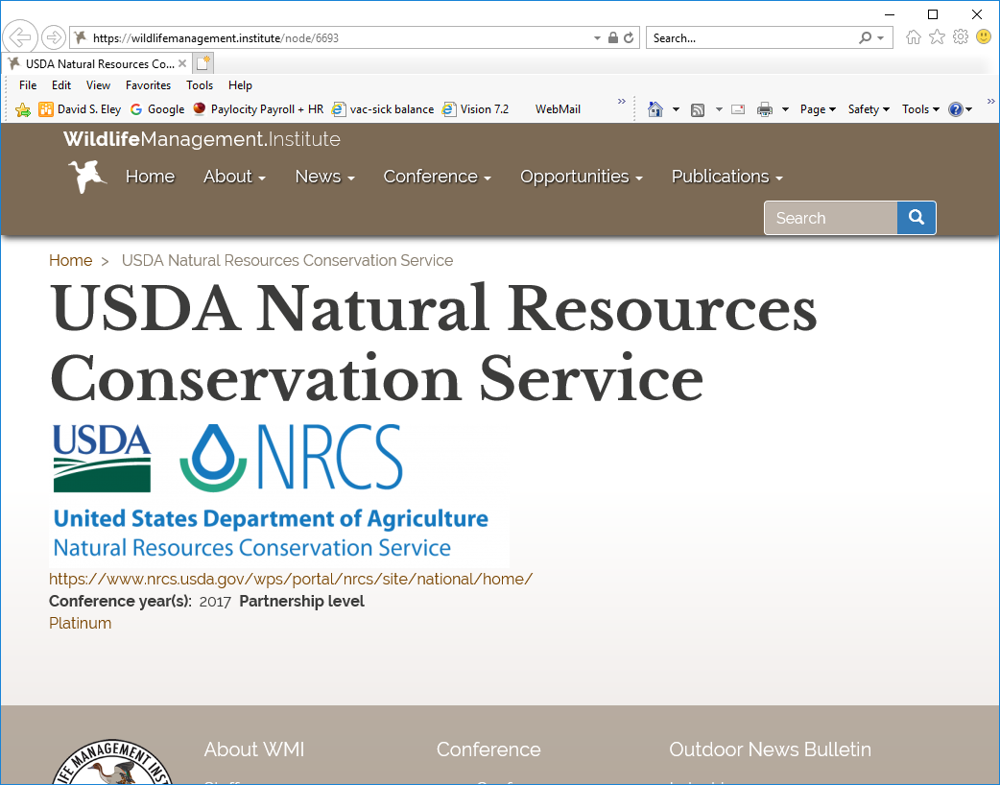 https://wildlifemanagement.institute/node/6693
Search...
USDA Natural Resources Co...
File Edit View Favorites Tools Help
David S. Eley Google Paylocity Payroll + HR vac-sick balance Vision 7.2 WebMail » Page Safety Tools »
WildlifeManagement.Institute
Home About News Conference Opportunities Publications
Search
Home > USDA Natural Resources Conservation Service
USDA Natural Resources
Conservation Service
USDA NRCS
United States Department of Agriculture
Natural Resources Conservation Service
https://www.nrcs.usda.gov/wps/portal/nrcs/site/national/home/
Conference year(s): 2017 Partnership level
Platinum
About WMI Conference Outdoor News Bulletin
LIFE MANAGEMENT INST